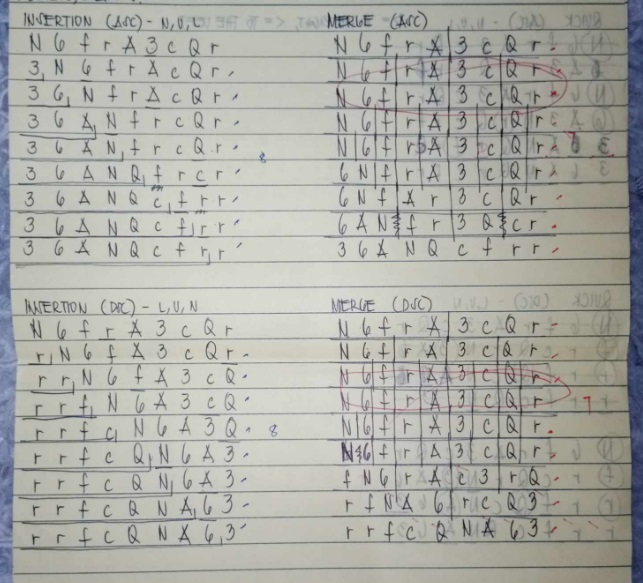 INSERTION (ASC) - N, U, L
N 6 f r A 3 c Q r
3, N 6 f r A c Q r
3 6, N f r A c Q r
3 6 A, N f r c Q r
3 6 A N, f r c Q r
8
3 6 A N Q, f r c r
3 6 A N Q c, f r r
3 6 A N Q c f, r r
3 6 A N Q c f r, r
MERGE (ASC)
N 6 f r A | 3 c Q r
N 6 f | r A | 3 c | Q r
N 6 f | r A | 3 c | Q r
N 6 | f | r A | 3 | c | Q r
N | 6 | f | r | A | 3 | c | Q | r
6 N | f | r | A | 3 | c | Q | r
6 N f | A r | 3 c | Q r
6 A N f r | 3 Q c r
3 6 A N Q c f r r
INSERTION (DSC) - L, U, N
N 6 f r A 3 c Q r
r, N 6 f A 3 c Q r
r r, N 6 f A 3 c Q
r r f, N 6 A 3 c Q
r r f c, N 6 A 3 Q
8
r r f c Q, N 6 A 3
r r f c Q N, 6 A 3
r r f c Q N A, 6 3
r r f c Q N A 6, 3
MERGE (DSC)
N 6 f r A | 3 c Q r
N 6 f | r A | 3 c | Q r
N 6 f | r A | 3 c | Q r
N 6 f | r A | 3 | c | Q r
7
N | 6 | f | r | A | 3 | c | Q | r
N 6 f | r | A | 3 | c | Q | r
f N 6 | r A | c 3 | r Q
r f N A 6 | r c Q 3
r r f c Q N A 6 3